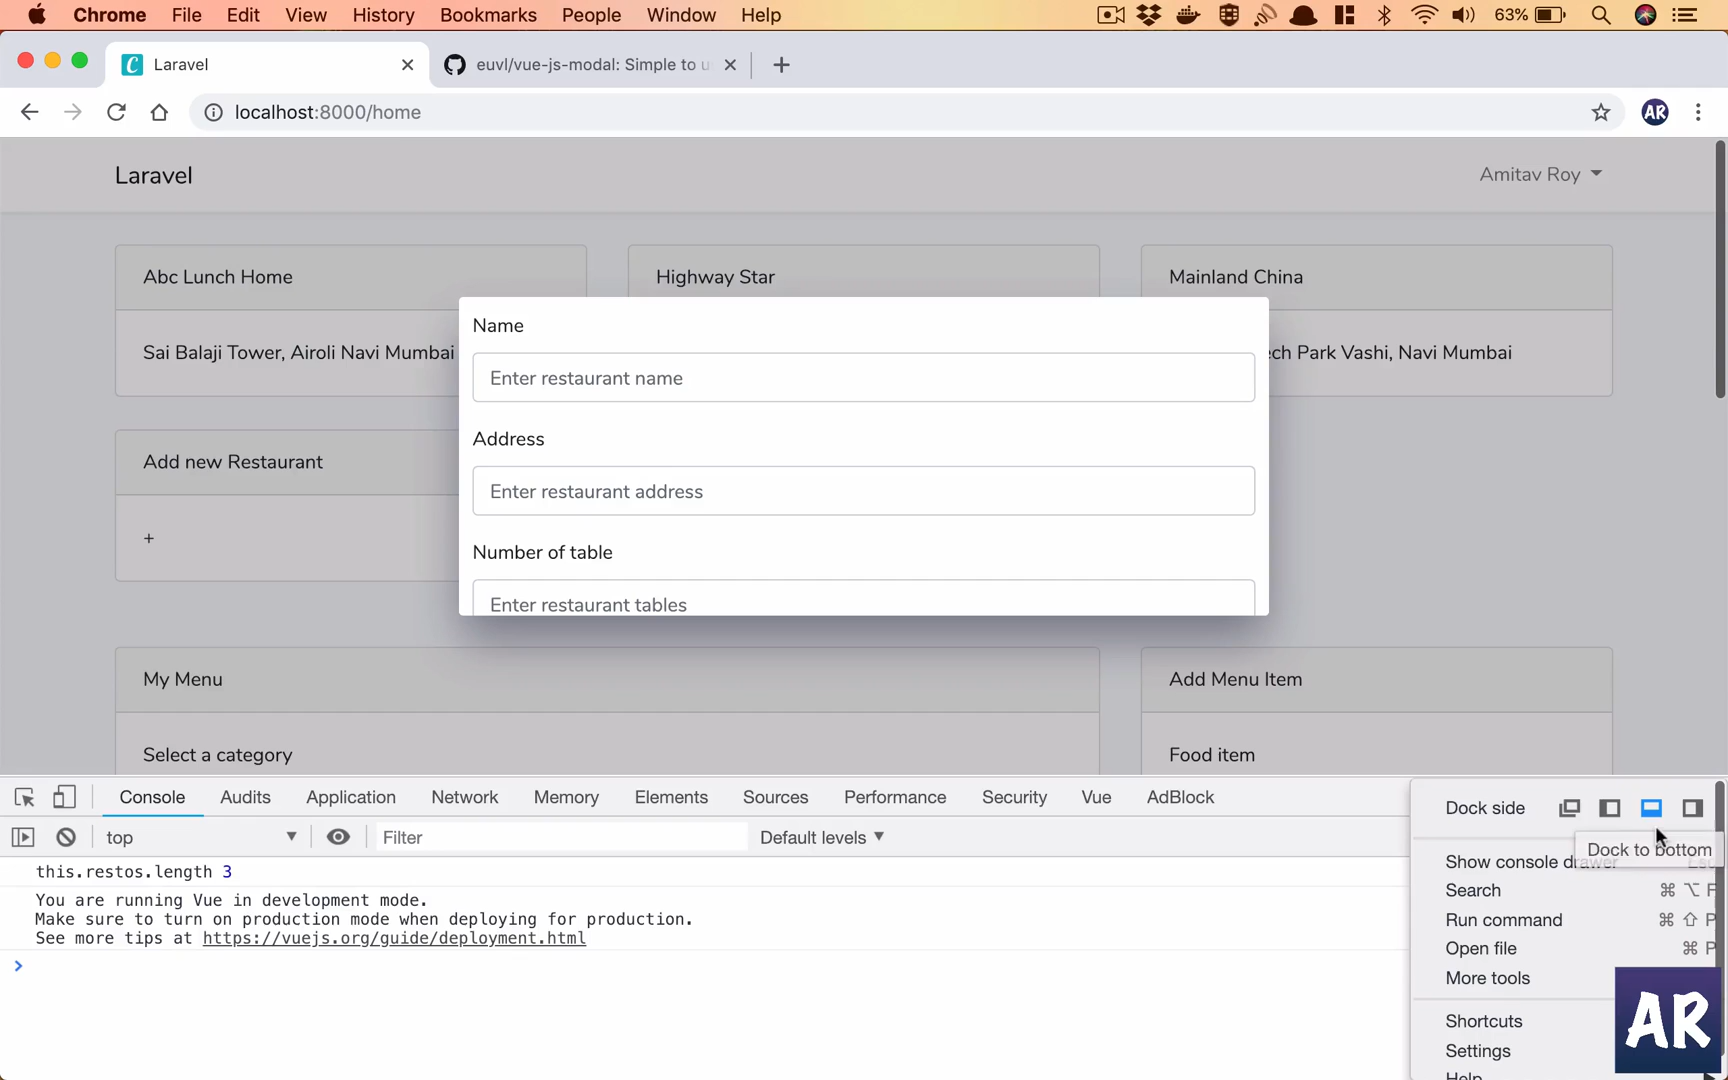 Chrome File Edit View History Bookmarks People Window Help 63%
Laravel euvl/vue-js-modal: Simple to u
localhost:8000/home AR
Laravel Amitav Roy
Abc Lunch Home Highway Star Mainland China
Sai Balaji Tower, Airoli Navi Mumbai ech Park Vashi, Navi Mumbai
Name
Enter restaurant name
Address
Enter restaurant address
Number of table
Enter restaurant tables
Add new Restaurant
+
My Menu Add Menu Item
Select a category Food item
Console Audits Application Network Memory Elements Sources Performance Security Vue AdBlock
top Filter Default levels
this.restos.length 3
You are running Vue in development mode.
Make sure to turn on production mode when deploying for production.
See more tips at https://vuejs.org/guide/deployment.html
Dock side
Dock to bottom
Show console drawer Esc
Search ⌘ ⌥ F
Run command ⌘ ⇧ P
Open file ⌘ P
More tools
Shortcuts
Settings
Help
AR